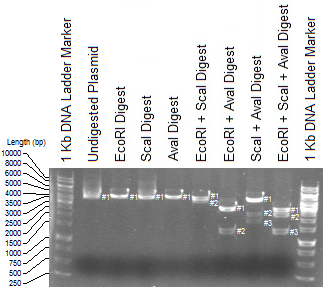 1 Kb DNA Ladder Marker
Undigested Plasmid
EcoRI Digest
ScaI Digest
AvaI Digest
EcoRI + ScaI Digest
EcoRI + AvaI Digest
ScaI + AvaI Digest
EcoRI + ScaI + AvaI Digest
1 Kb DNA Ladder Marker
Length (bp)
10000
8000
6000
5000
4000
3500
3000
2500
2000
1500
1000
750
500
250
#1
#1
#1
#1
#1
#2
#1
#2
#1
#2
#3
#1
#2